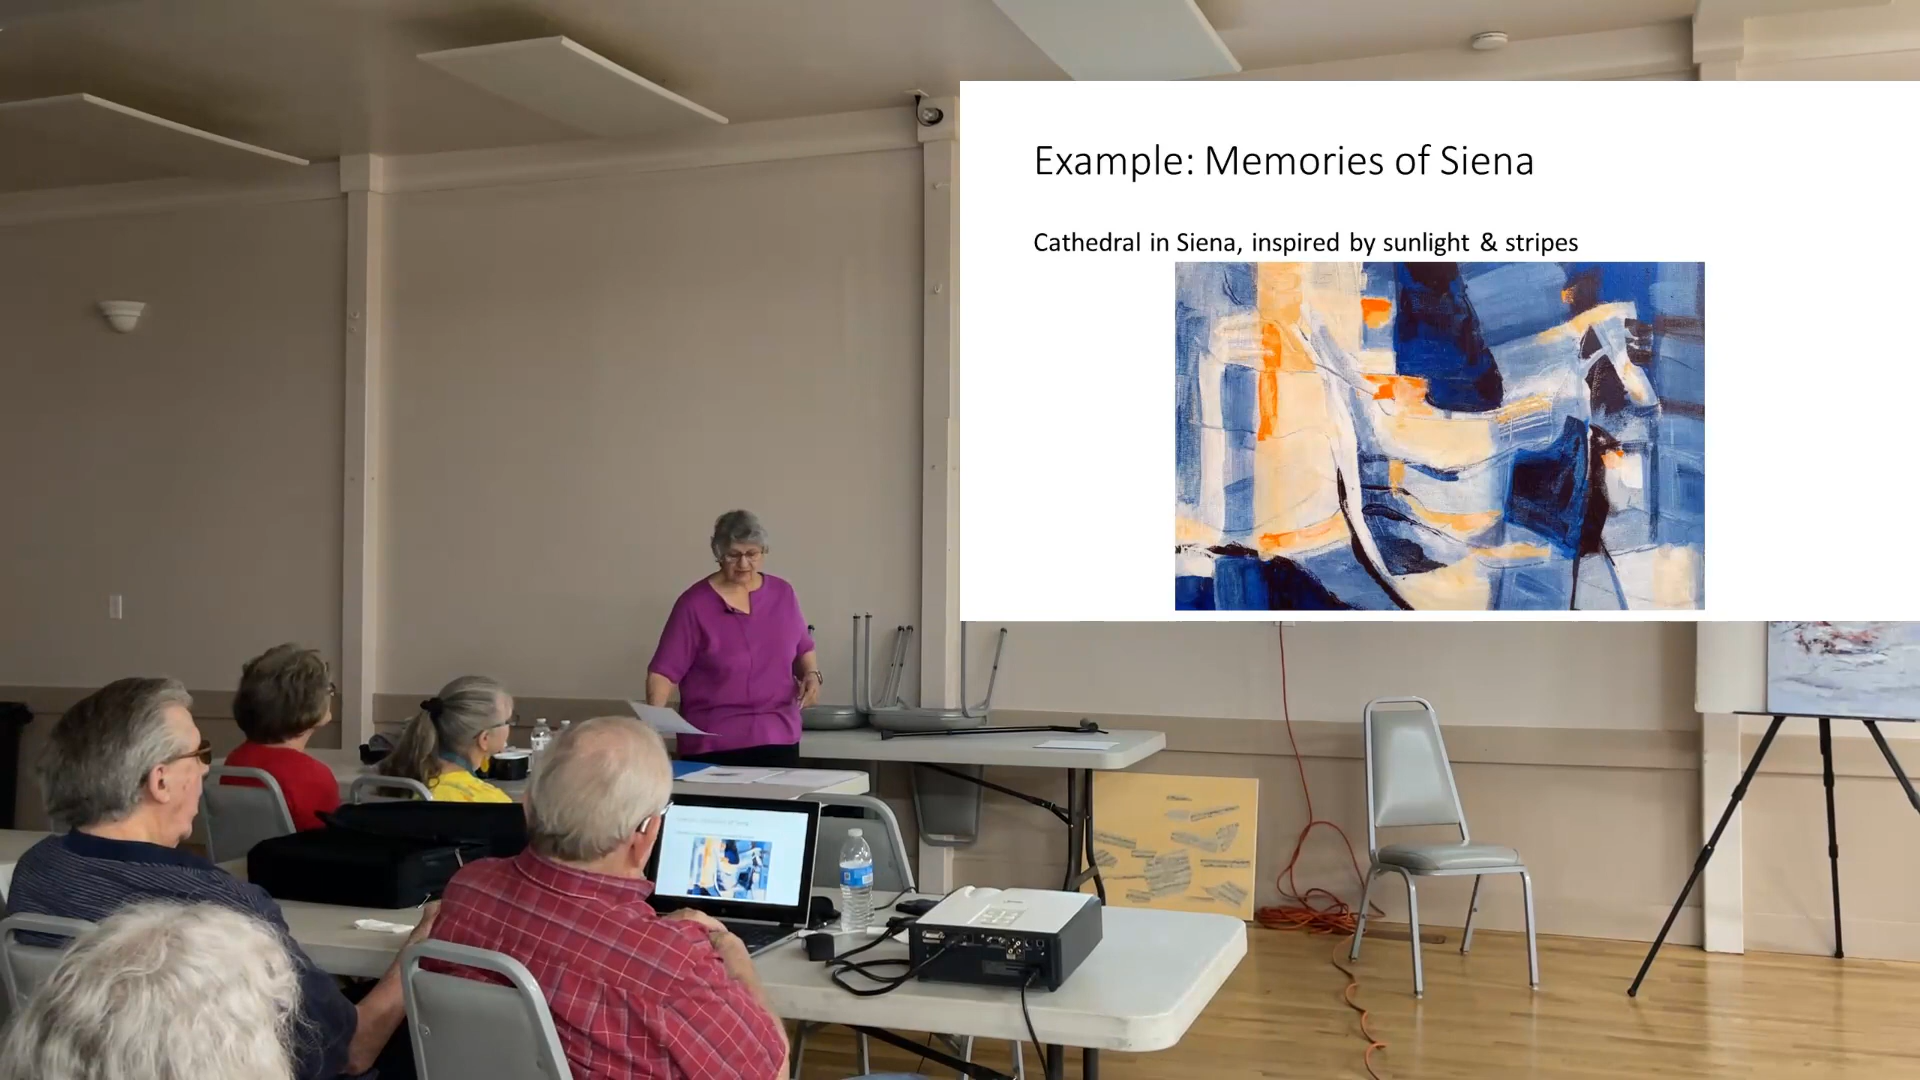 Example: Memories of Siena
Cathedral in Siena, inspired by sunlight & stripes